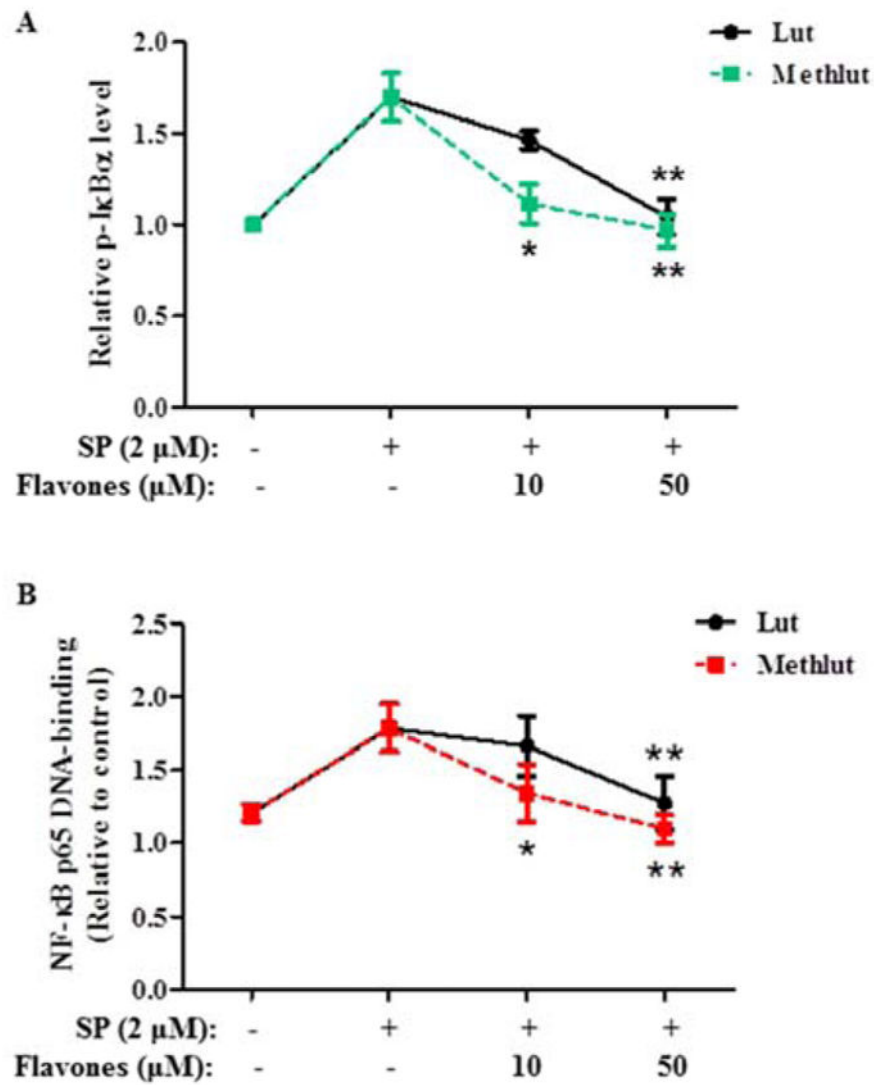 A
Lut
Methlut
Relative p-IκBα level
2.0
1.5
1.0
0.5
0.0
**
*
**
SP (2 µM): - + + +
Flavones (µM): - - 10 50
B
Lut
Methlut
NF-κB p65 DNA-binding
(Relative to control)
2.5
2.0
1.5
1.0
0.5
0.0
**
*
**
SP (2 µM): - + + +
Flavones (µM): - - 10 50